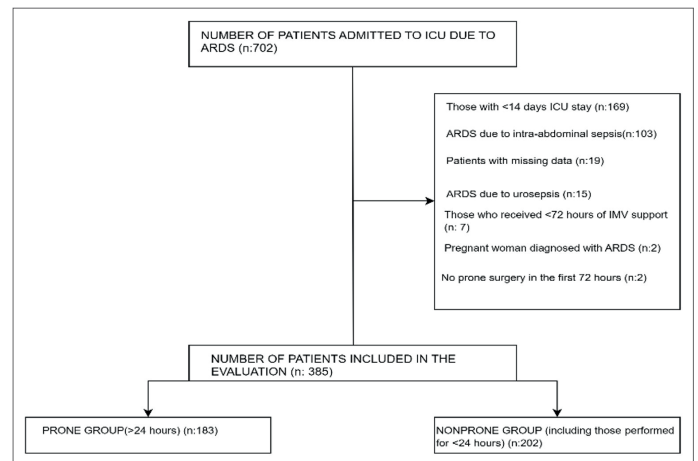 NUMBER OF PATIENTS ADMITTED TO ICU DUE TO
ARDS (n:702)
Those with <14 days ICU stay (n:169)
ARDS due to intra-abdominal sepsis(n:103)
Patients with missing data (n:19)
ARDS due to urosepsis (n:15)
Those who received <72 hours of IMV support
(n: 7)
Pregnant woman diagnosed with ARDS (n:2)
No prone surgery in the first 72 hours (n:2)
NUMBER OF PATIENTS INCLUDED IN THE
EVALUATION (n: 385)
PRONE GROUP(>24 hours) (n:183)
NONPRONE GROUP (including those performed
for <24 hours) (n:202)